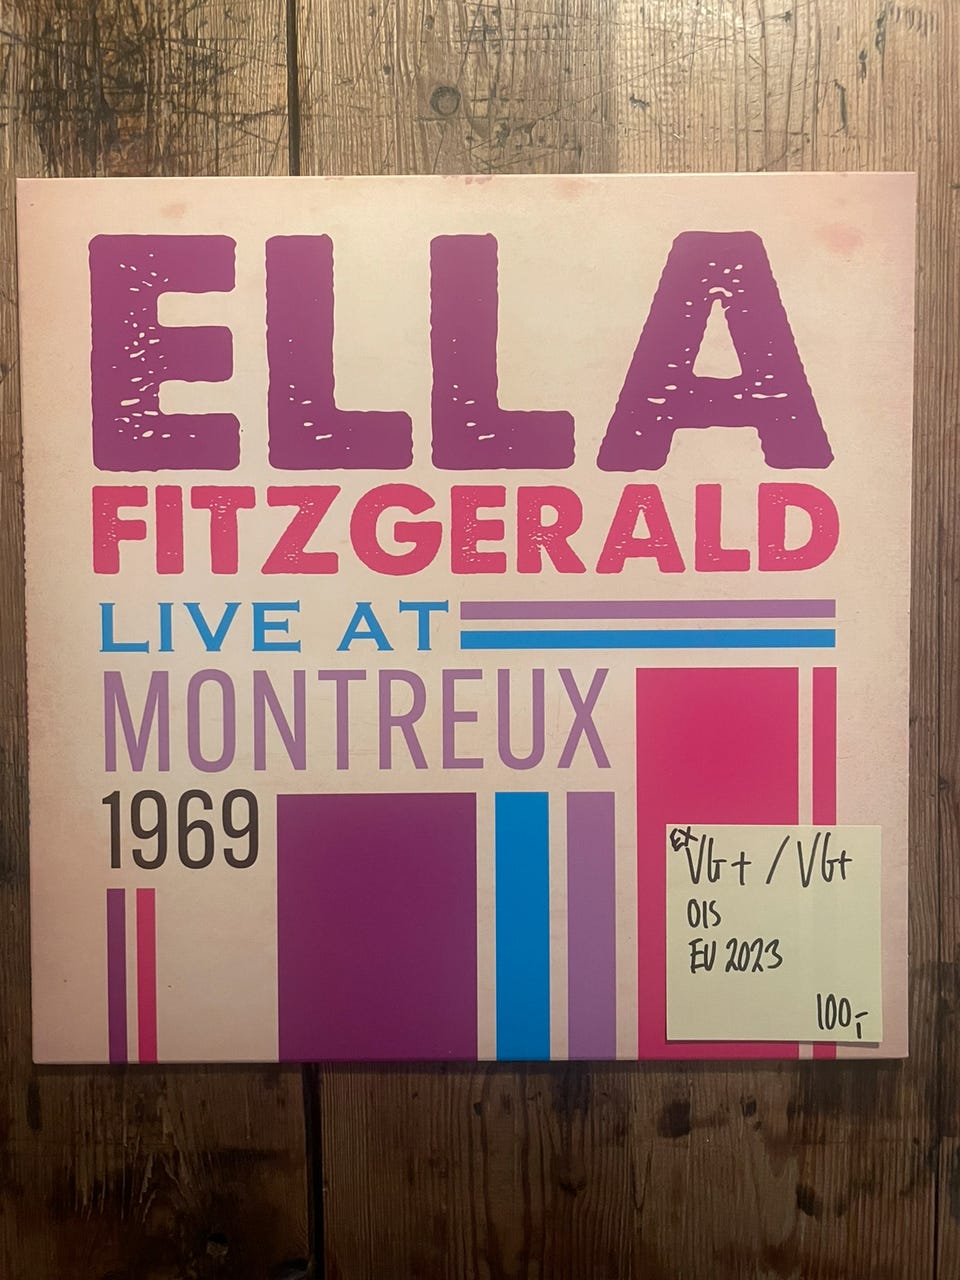 ELLA
FITZGERALD
LIVE AT
MONTREUX
1969
EX
VG+ / VG+
OIS
EU 2023
100,-